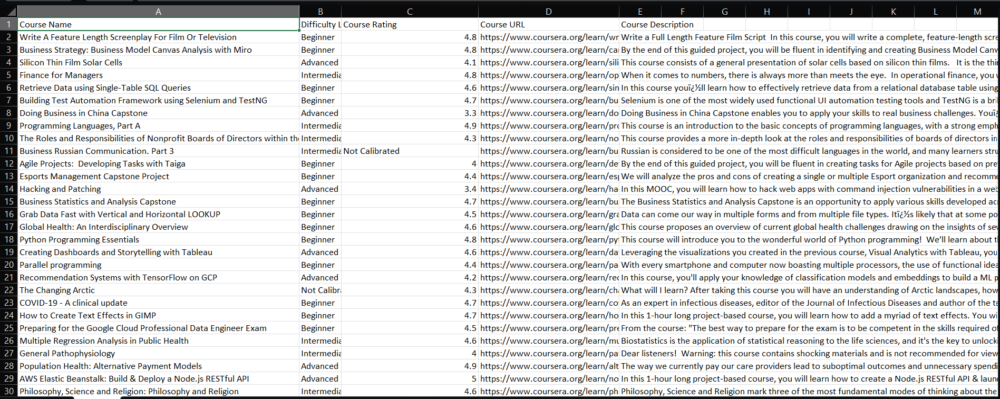 A B C D E F G H I J K L M
1 Course Name Difficulty L Course Rating Course URL Course Description
2 Write A Feature Length Screenplay For Film Or Television Beginner 4.8 https://www.coursera.org/learn/wr Write a Full Length Feature Film Script In this course, you will write a complete, feature-length scre
3 Business Strategy: Business Model Canvas Analysis with Miro Beginner 4.8 https://www.coursera.org/learn/ca By the end of this guided project, you will be fluent in identifying and creating Business Model Canv
4 Silicon Thin Film Solar Cells Advanced 4.1 https://www.coursera.org/learn/sili This course consists of a general presentation of solar cells based on silicon thin films. It is the thi
5 Finance for Managers Intermedia 4.8 https://www.coursera.org/learn/op When it comes to numbers, there is always more than meets the eye. In operational finance, you
6 Retrieve Data using Single-Table SQL Queries Beginner 4.6 https://www.coursera.org/learn/sin In this course youï¿½ll learn how to effectively retrieve data from a relational database table using
7 Building Test Automation Framework using Selenium and TestNG Beginner 4.7 https://www.coursera.org/learn/bu Selenium is one of the most widely used functional UI automation testing tools and TestNG is a bri
8 Doing Business in China Capstone Advanced 3.3 https://www.coursera.org/learn/do Doing Business in China Capstone enables you to apply your skills to real business challenges. Youï¿
9 Programming Languages, Part A Intermedia 4.9 https://www.coursera.org/learn/pro This course is an introduction to the basic concepts of programming languages, with a strong emph
10 The Roles and Responsibilities of Nonprofit Boards of Directors within the Intermedia 4.3 https://www.coursera.org/learn/no This course provides a more in-depth look at the roles and responsibilities of boards of directors in
11 Business Russian Communication. Part 3 Intermedia Not Calibrated https://www.coursera.org/learn/bu Russian is considered to be one of the most difficult languages in the world, and many learners stru
12 Agile Projects: Developing Tasks with Taiga Beginner 4 https://www.coursera.org/learn/de By the end of this guided project, you will be fluent in creating tasks for Agile projects based on pre
13 Esports Management Capstone Project Beginner 4.4 https://www.coursera.org/learn/esp We will analyze the pros and cons of creating a single or multiple Esport organization and recomme
14 Hacking and Patching Advanced 3.4 https://www.coursera.org/learn/ha In this MOOC, you will learn how to hack web apps with command injection vulnerabilities in a web
15 Business Statistics and Analysis Capstone Beginner 4.7 https://www.coursera.org/learn/bu The Business Statistics and Analysis Capstone is an opportunity to apply various skills developed acr
16 Grab Data Fast with Vertical and Horizontal LOOKUP Beginner 4.5 https://www.coursera.org/learn/gra Data can come our way in multiple forms and from multiple file types. Itï¿½s likely that at some po
17 Global Health: An Interdisciplinary Overview Beginner 4.6 https://www.coursera.org/learn/glo This course proposes an overview of current global health challenges drawing on the insights of sev
18 Python Programming Essentials Beginner 4.8 https://www.coursera.org/learn/py This course will introduce you to the wonderful world of Python programming! We'll learn about t
19 Creating Dashboards and Storytelling with Tableau Advanced 4.6 https://www.coursera.org/learn/da Leveraging the visualizations you created in the previous course, Visual Analytics with Tableau, you
20 Parallel programming Beginner 4.4 https://www.coursera.org/learn/pa With every smartphone and computer now boasting multiple processors, the use of functional idea
21 Recommendation Systems with TensorFlow on GCP Advanced 4.2 https://www.coursera.org/learn/rec In this course, you'll apply your knowledge of classification models and embeddings to build a ML p
22 The Changing Arctic Not Calibr 4.3 https://www.coursera.org/learn/ch What will I learn? After taking this course you will have an understanding of Arctic landscapes, how
23 COVID-19 - A clinical update Beginner 4.7 https://www.coursera.org/learn/co As an expert in infectious diseases, editor of the Journal of Infectious Diseases and author of the t
24 How to Create Text Effects in GIMP Beginner 4.7 https://www.coursera.org/learn/ho In this 1-hour long project-based course, you will learn how to add a myriad of text effects. You wi
25 Preparing for the Google Cloud Professional Data Engineer Exam Beginner 4.5 https://www.coursera.org/learn/pre From the course: "The best way to prepare for the exam is to be competent in the skills required of
26 Multiple Regression Analysis in Public Health Intermedia 4.6 https://www.coursera.org/learn/mu Biostatistics is the application of statistical reasoning to the life sciences, and it's the key to unlocki
27 General Pathophysiology Intermedia 4 https://www.coursera.org/learn/pa Dear listeners! Warning: this course contains shocking materials and is not recommended for view
28 Population Health: Alternative Payment Models Advanced 4.9 https://www.coursera.org/learn/alt The way we currently pay our care providers lead to suboptimal outcomes and unnecessary spendi
29 AWS Elastic Beanstalk: Build & Deploy a Node.js RESTful API Advanced 5 https://www.coursera.org/learn/no In this 1-hour long project-based course, you will learn how to create a Node.js RESTful API & laun
30 Philosophy, Science and Religion: Philosophy and Religion Intermedia 4.6 https://www.coursera.org/learn/ph Philosophy, Science and Religion mark three of the most fundamental modes of thinking about the